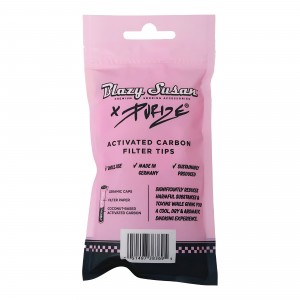 Blazy Susan®
PREMIUM SMOKING ACCESSORIES
X PURIZE®
ACTIVATED CARBON
FILTER TIPS
✓ MADE IN
GERMANY
✓ SUSTAINABLY
PRODUCED
CERAMIC CAPS
FILTER PAPER
COCONUT-BASED
ACTIVATED CARBON
SIGNIFICANTLY REDUCES
HARMFUL SUBSTANCES &
TOXINS WHILE GIVING YOU
A COOL, DRY & AROMATIC
SMOKING EXPERIENCE.